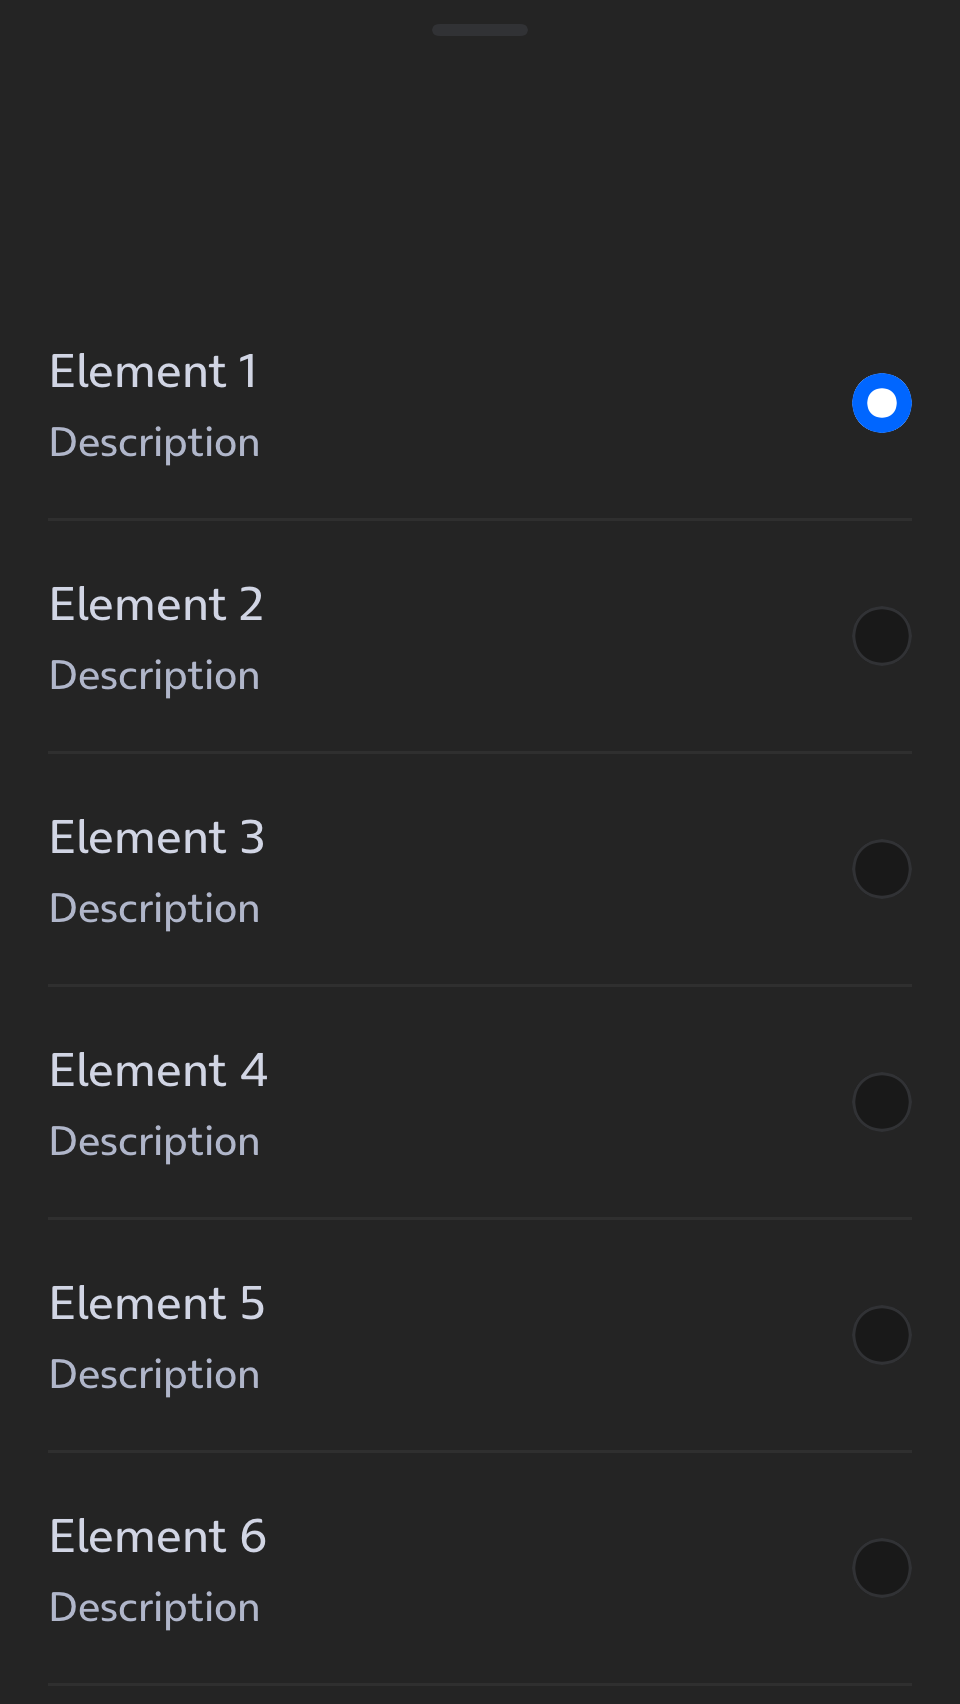 Element 1
Description
Element 2
Description
Element 3
Description
Element 4
Description
Element 5
Description
Element 6
Description